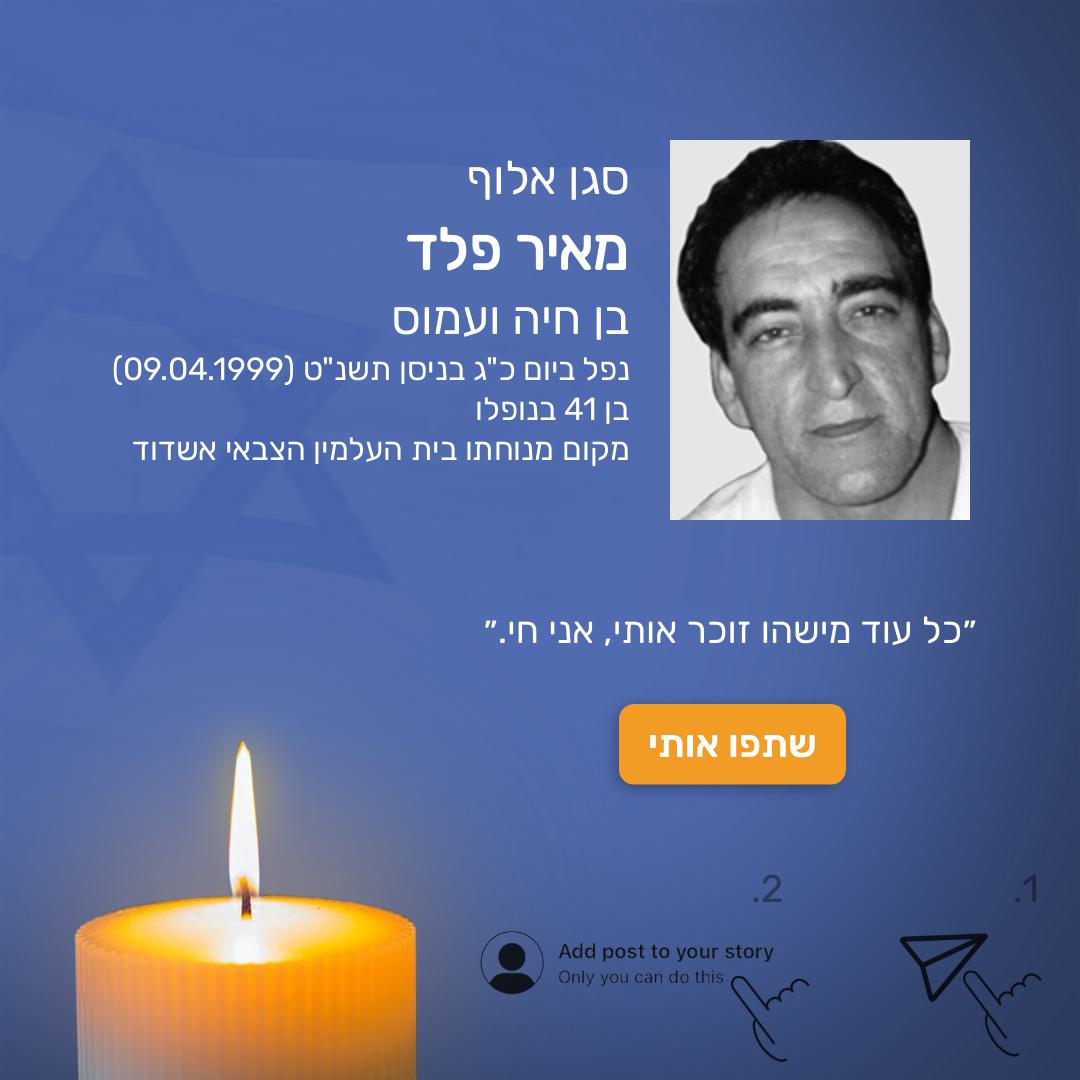 סגן אלוף
מאיר פלד
בן חיה ועמוס
נפל ביום כ"ג בניסן תשנ"ט (09.04.1999)
בן 41 בנופלו
מקום מנוחתו בית העלמין הצבאי אשדוד
״כל עוד מישהו זוכר אותי, אני חי.״
שתפו אותי
.1
.2
Add post to your story
Only you can do this